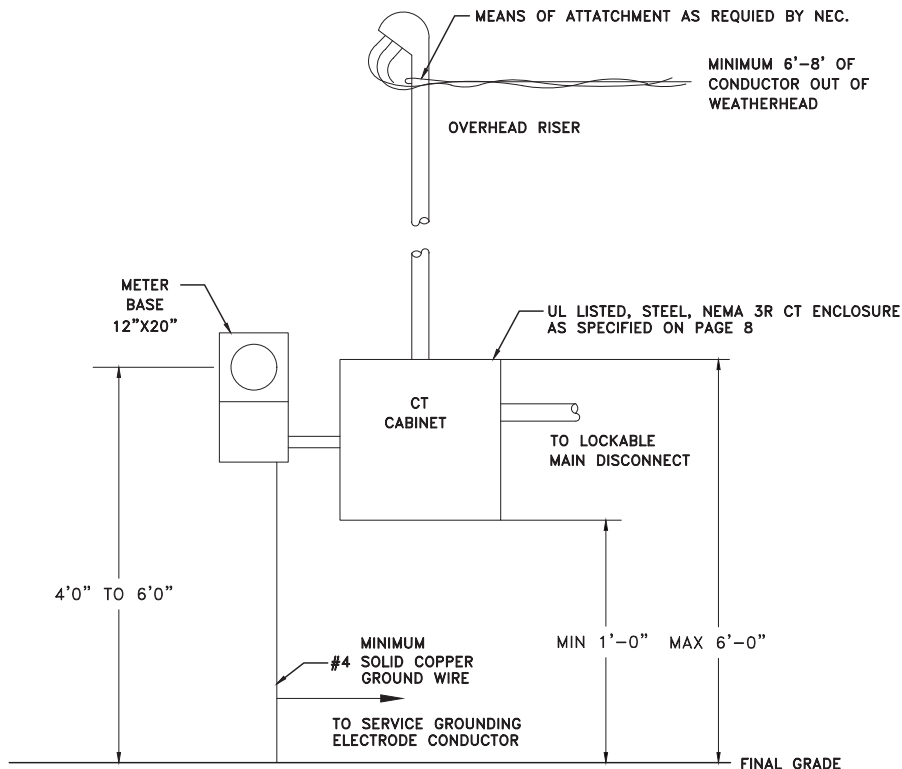 MEANS OF ATTATCHMENT AS REQUIED BY NEC.
MINIMUM 6'-8' OF
CONDUCTOR OUT OF
WEATHERHEAD
OVERHEAD RISER
METER
BASE
12"X20"
UL LISTED, STEEL, NEMA 3R CT ENCLOSURE
AS SPECIFIED ON PAGE 8
CT
CABINET
TO LOCKABLE
MAIN DISCONNECT
4'0" TO 6'0"
MIN 1'-0"
MAX 6'-0"
MINIMUM
#4 SOLID COPPER
GROUND WIRE
TO SERVICE GROUNDING
ELECTRODE CONDUCTOR
FINAL GRADE